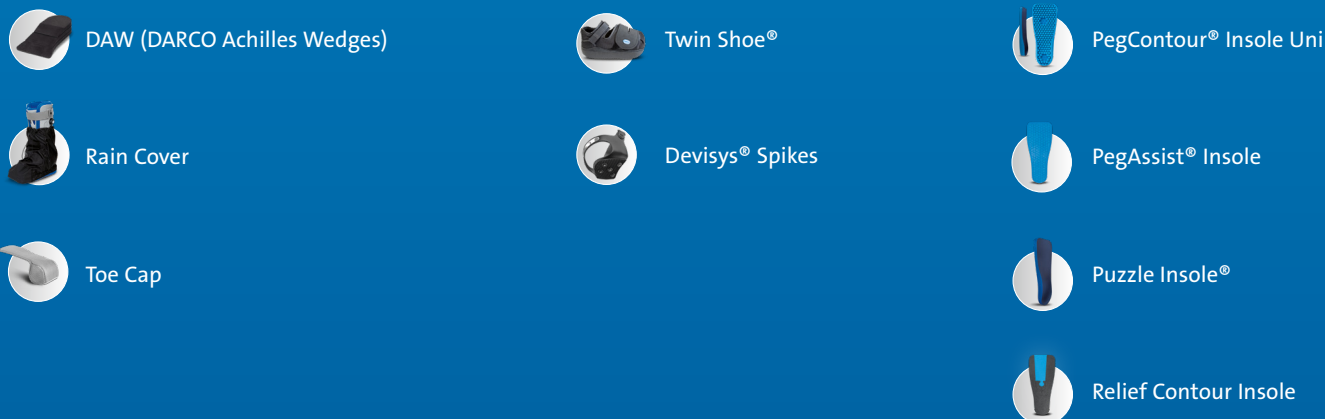 DAW (DARCO Achilles Wedges)
Rain Cover
Toe Cap
Twin Shoe®
Devisys® Spikes
PegContour® Insole Uni
PegAssist® Insole
Puzzle Insole®
Relief Contour Insole